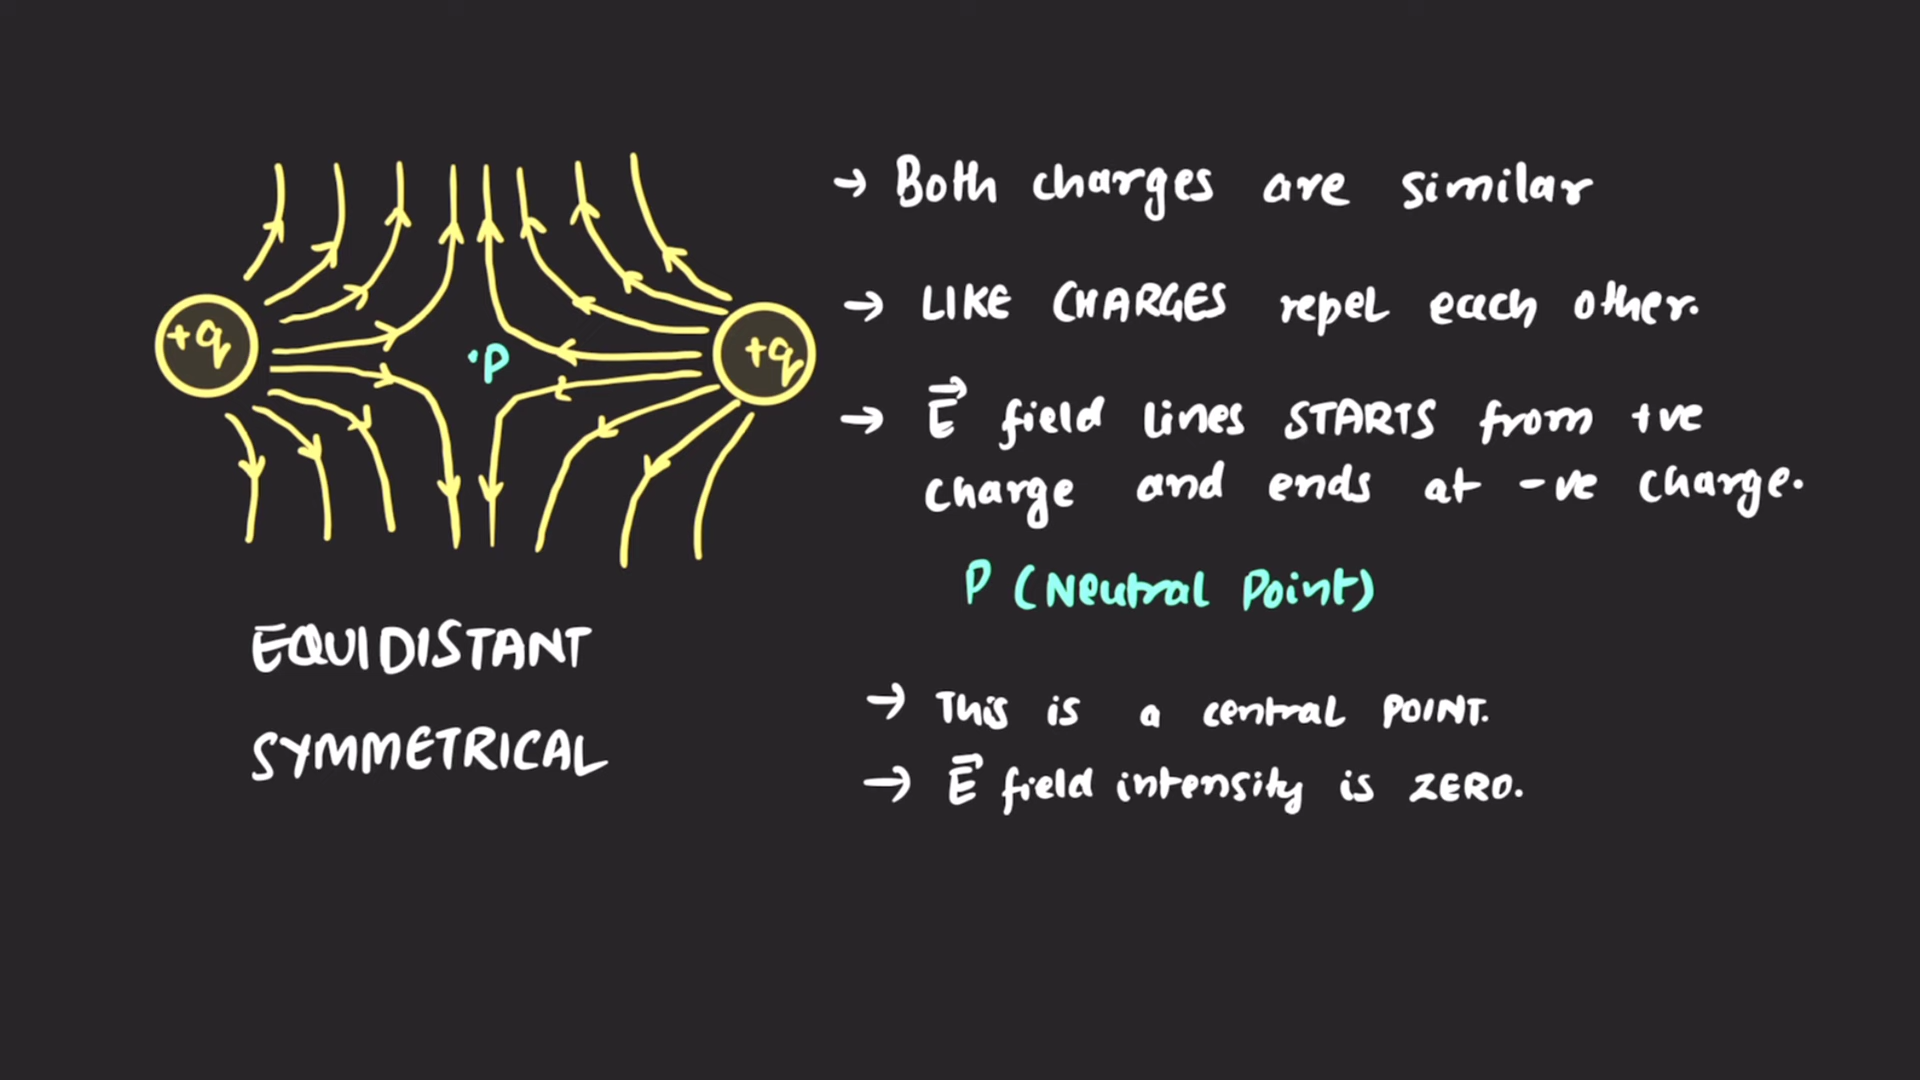 +q
•P
+q
EQUIDISTANT
SYMMETRICAL
→ Both charges are similar
→ LIKE CHARGES repel each other.
→ E⃗ field lines STARTS from +ve
charge and ends at -ve charge.
P (Neutral Point)
→ This is a central POINT.
→ E⃗ field intensity is ZERO.